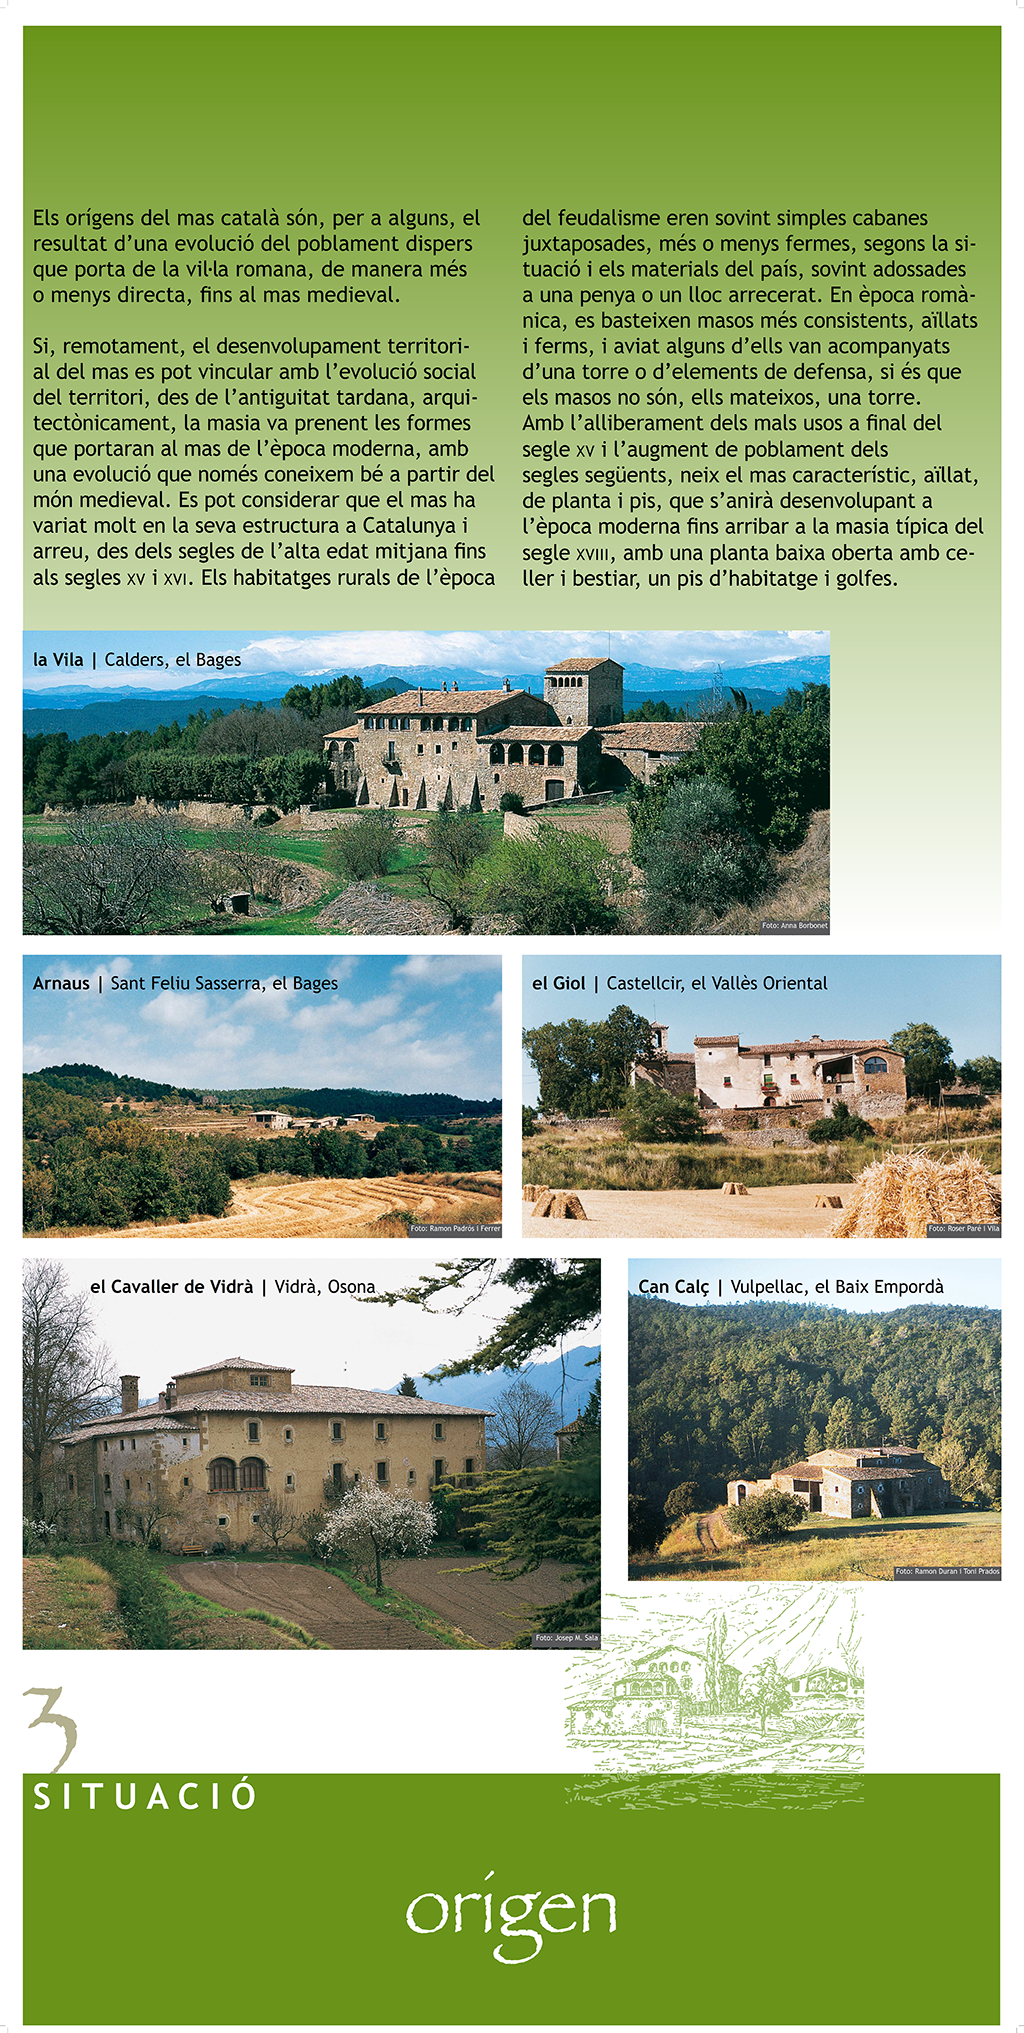 Els orígens del mas català són, per a alguns, el
resultat d’una evolució del poblament dispers
que porta de la vil·la romana, de manera més
o menys directa, fins al mas medieval.
Si, remotament, el desenvolupament territori-
al del mas es pot vincular amb l’evolució social
del territori, des de l’antiguitat tardana, arqui-
tectònicament, la masia va prenent les formes
que portaran al mas de l’època moderna, amb
una evolució que només coneixem bé a partir del
món medieval. Es pot considerar que el mas ha
variat molt en la seva estructura a Catalunya i
arreu, des dels segles de l’alta edat mitjana fins
als segles XV i XVI. Els habitatges rurals de l’època
del feudalisme eren sovint simples cabanes
juxtaposades, més o menys fermes, segons la si-
tuació i els materials del país, sovint adossades
a una penya o un lloc arrecerat. En època romà-
nica, es basteixen masos més consistents, aïllats
i ferms, i aviat alguns d’ells van acompanyats
d’una torre o d’elements de defensa, si és que
els masos no són, ells mateixos, una torre.
Amb l’alliberament dels mals usos a final del
segle XV i l’augment de poblament dels
segles següents, neix el mas característic, aïllat,
de planta i pis, que s’anirà desenvolupant a
l’època moderna fins arribar a la masia típica del
segle XVIII, amb una planta baixa oberta amb ce-
ller i bestiar, un pis d’habitatge i golfes.
la Vila | Calders, el Bages
Foto: Anna Borbonet
Arnaus | Sant Feliu Sasserra, el Bages
Foto: Ramon Padrós i Ferrer
el Giol | Castellcir, el Vallès Oriental
Foto: Roser Paré i Vila
el Cavaller de Vidrà | Vidrà, Osona
Foto: Josep M. Sala
Can Calç | Vulpellac, el Baix Empordà
Foto: Ramon Duran i Toni Prados
3
SITUACIÓ
orígen